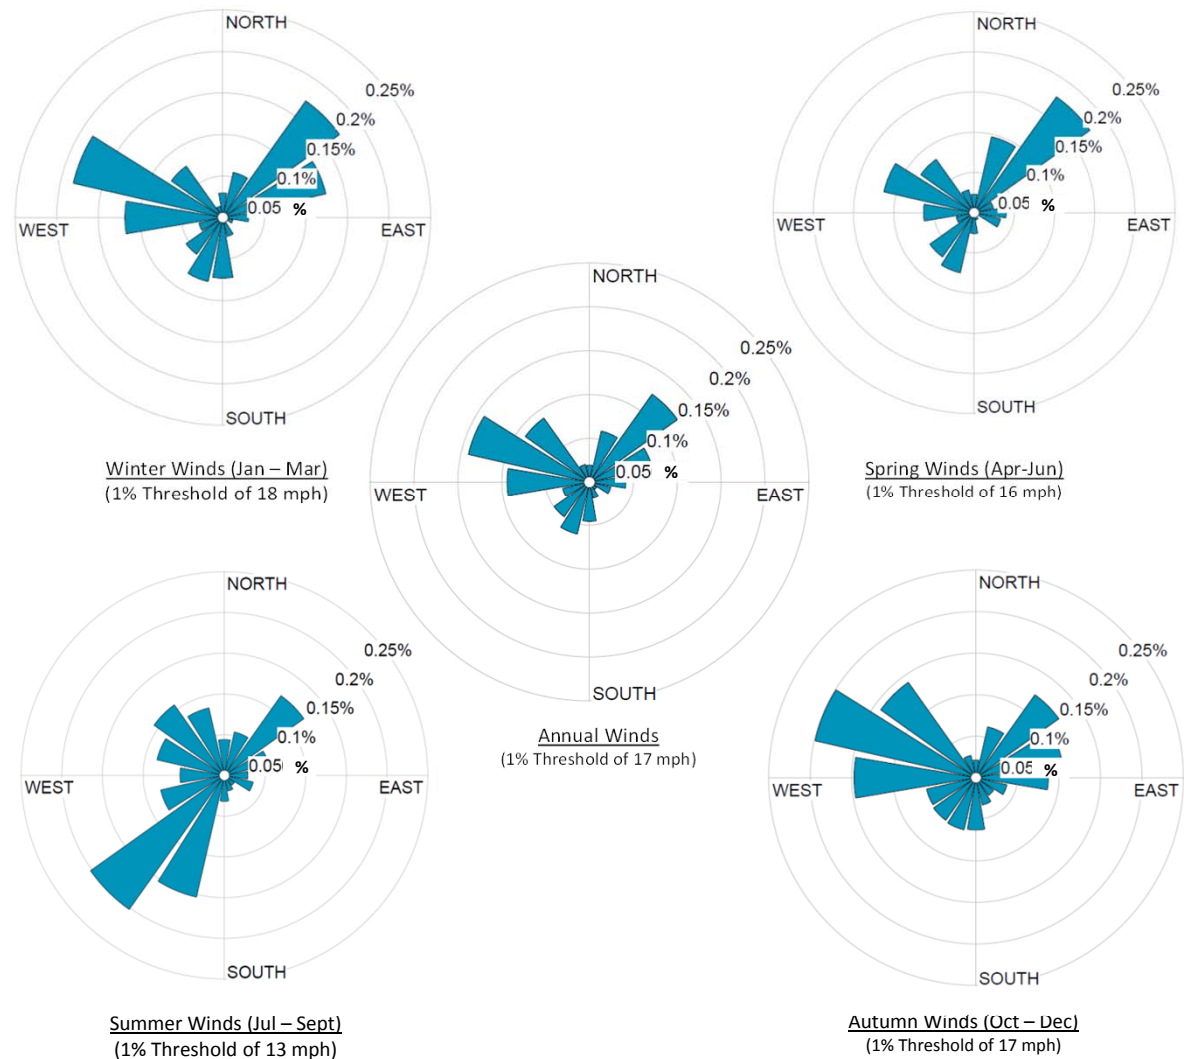 NORTH
0.25%
0.2%
0.15%
0.1%
0.05 %
WEST
EAST
SOUTH
Winter Winds (Jan – Mar)
(1% Threshold of 18 mph)
NORTH
0.25%
0.2%
0.15%
0.1%
0.05 %
WEST
EAST
SOUTH
Spring Winds (Apr-Jun)
(1% Threshold of 16 mph)
NORTH
0.25%
0.2%
0.15%
0.1%
0.05 %
WEST
EAST
SOUTH
Annual Winds
(1% Threshold of 17 mph)
NORTH
0.25%
0.2%
0.15%
0.1%
0.05 %
WEST
EAST
SOUTH
Summer Winds (Jul – Sept)
(1% Threshold of 13 mph)
NORTH
0.25%
0.2%
0.15%
0.1%
0.05 %
WEST
EAST
SOUTH
Autumn Winds (Oct – Dec)
(1% Threshold of 17 mph)